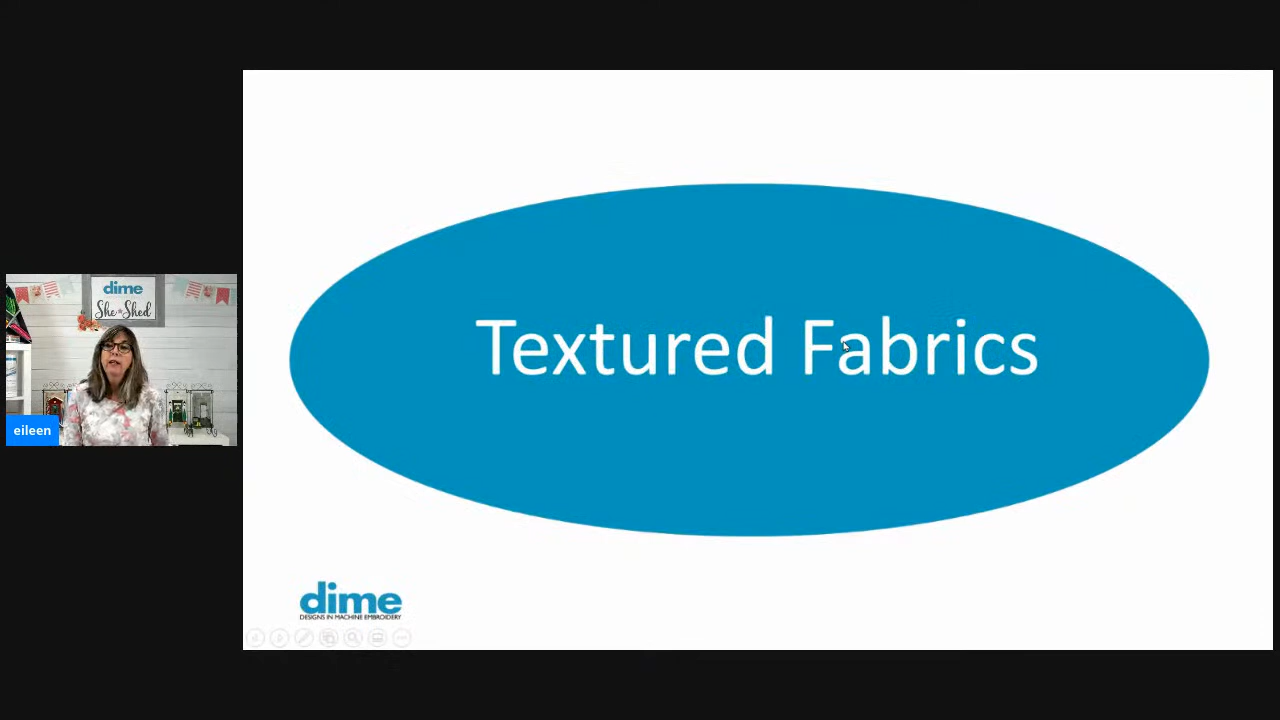 dime
She Shed
eileen
Textured Fabrics
dime
DESIGNS IN MACHINE EMBROIDERY